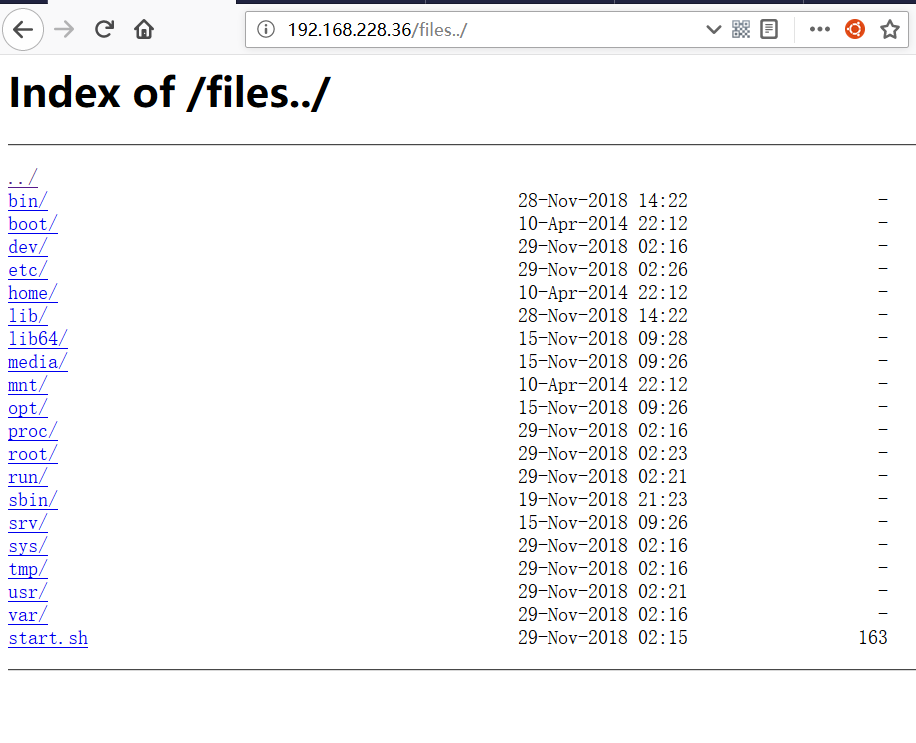 192.168.228.36/files../
Index of /files../
../
bin/ 28-Nov-2018 14:22 -
boot/ 10-Apr-2014 22:12 -
dev/ 29-Nov-2018 02:16 -
etc/ 29-Nov-2018 02:26 -
home/ 10-Apr-2014 22:12 -
lib/ 28-Nov-2018 14:22 -
lib64/ 15-Nov-2018 09:28 -
media/ 15-Nov-2018 09:26 -
mnt/ 10-Apr-2014 22:12 -
opt/ 15-Nov-2018 09:26 -
proc/ 29-Nov-2018 02:16 -
root/ 29-Nov-2018 02:23 -
run/ 29-Nov-2018 02:21 -
sbin/ 19-Nov-2018 21:23 -
srv/ 15-Nov-2018 09:26 -
sys/ 29-Nov-2018 02:16 -
tmp/ 29-Nov-2018 02:16 -
usr/ 29-Nov-2018 02:21 -
var/ 29-Nov-2018 02:16 -
start.sh 29-Nov-2018 02:15 163